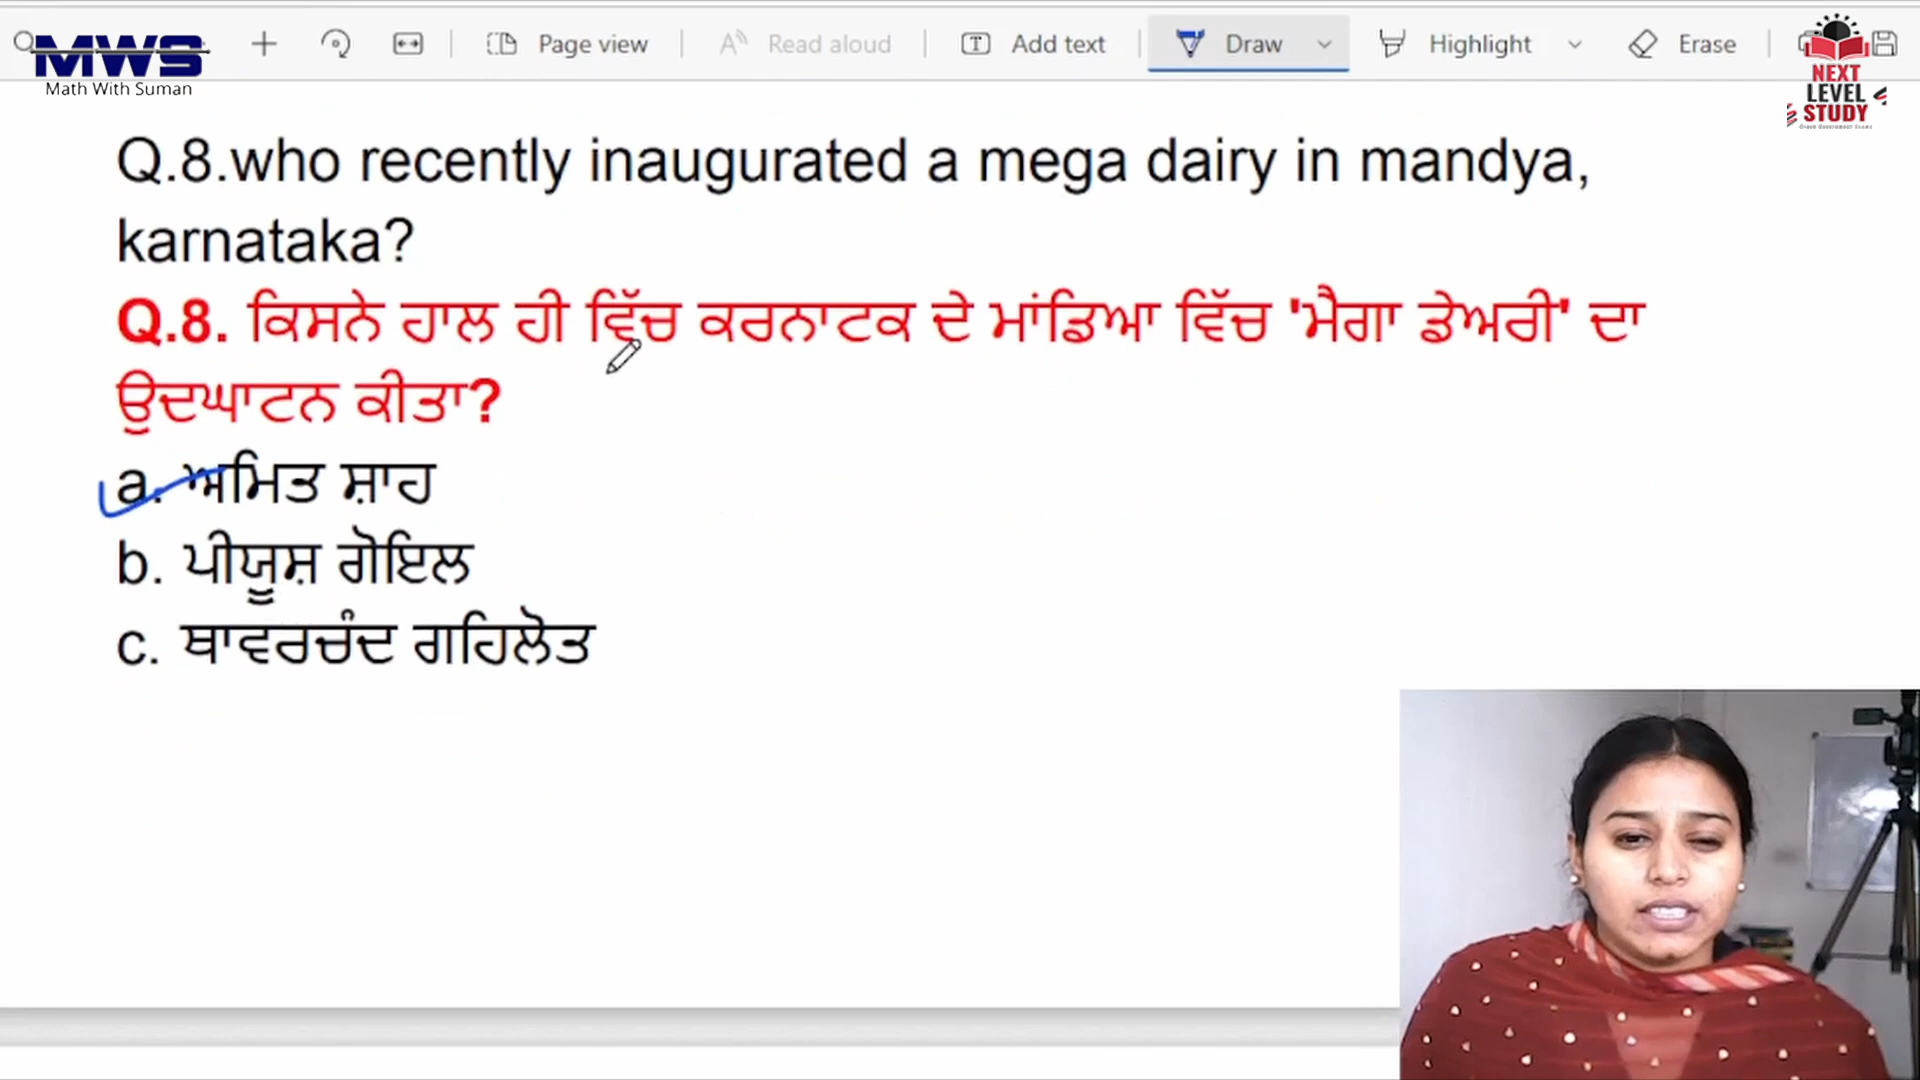 MWS
Math With Suman
Page view
Read aloud
Add text
Draw
Highlight
Erase
NEXT
LEVEL
STUDY
Q.8.who recently inaugurated a mega dairy in mandya,
karnataka?
Q.8. ਕਿਸਨੇ ਹਾਲ ਹੀ ਵਿੱਚ ਕਰਨਾਟਕ ਦੇ ਮਾਂਡਿਆ ਵਿੱਚ 'ਮੈਗਾ ਡੇਅਰੀ' ਦਾ
ਉਦਘਾਟਨ ਕੀਤਾ?
a. ਅਮਿਤ ਸ਼ਾਹ
b. ਪੀਯੂਸ਼ ਗੋਇਲ
c. ਥਾਵਰਚੰਦ ਗਹਿਲੋਤ